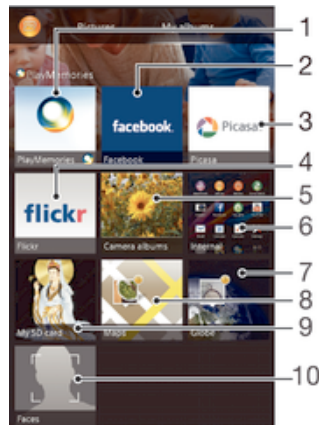 Pictures My albums
1
PlayMemories
2
facebook
Picasa
3
PlayMemories Facebook Picasa
4
flickr
5
6
Flickr Camera albums Internal
7
8
My SD card Maps Globe
9
10
Faces